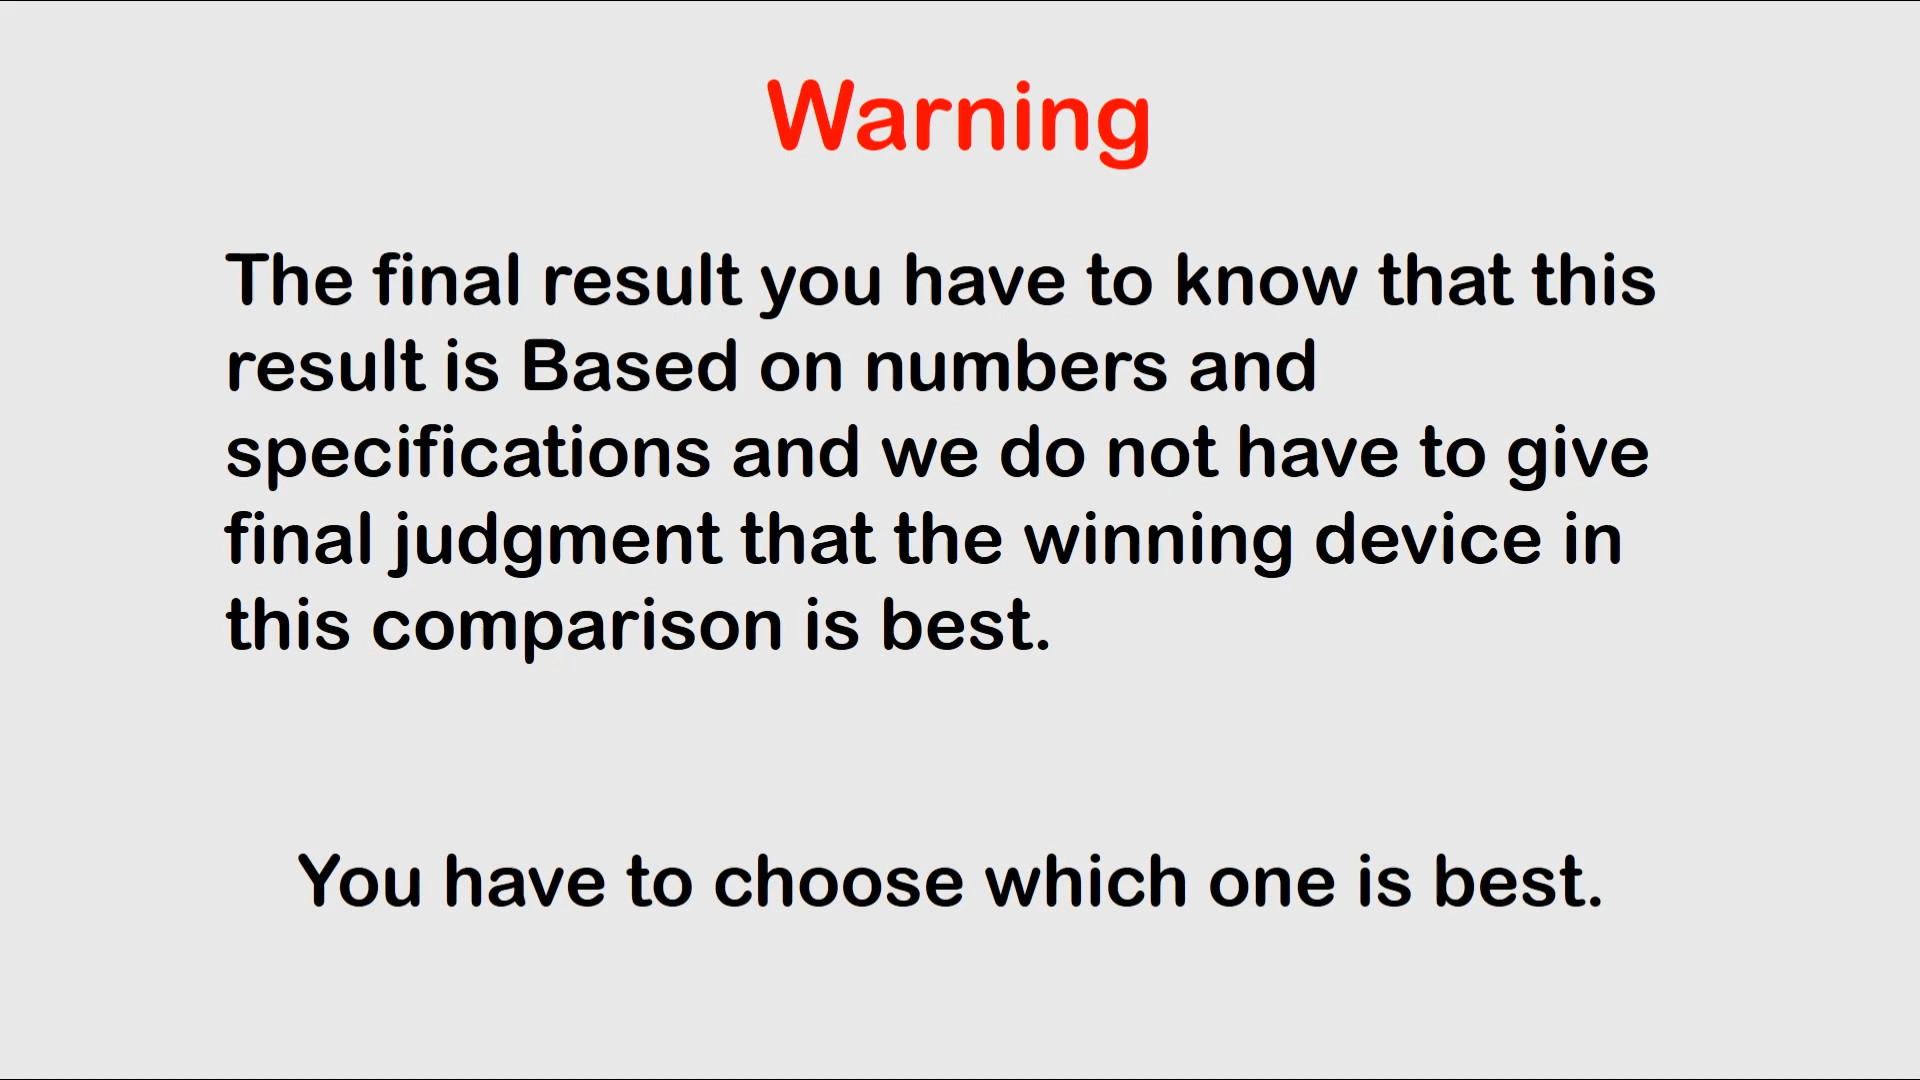 Warning
The final result you have to know that this
result is Based on numbers and
specifications and we do not have to give
final judgment that the winning device in
this comparison is best.
You have to choose which one is best.